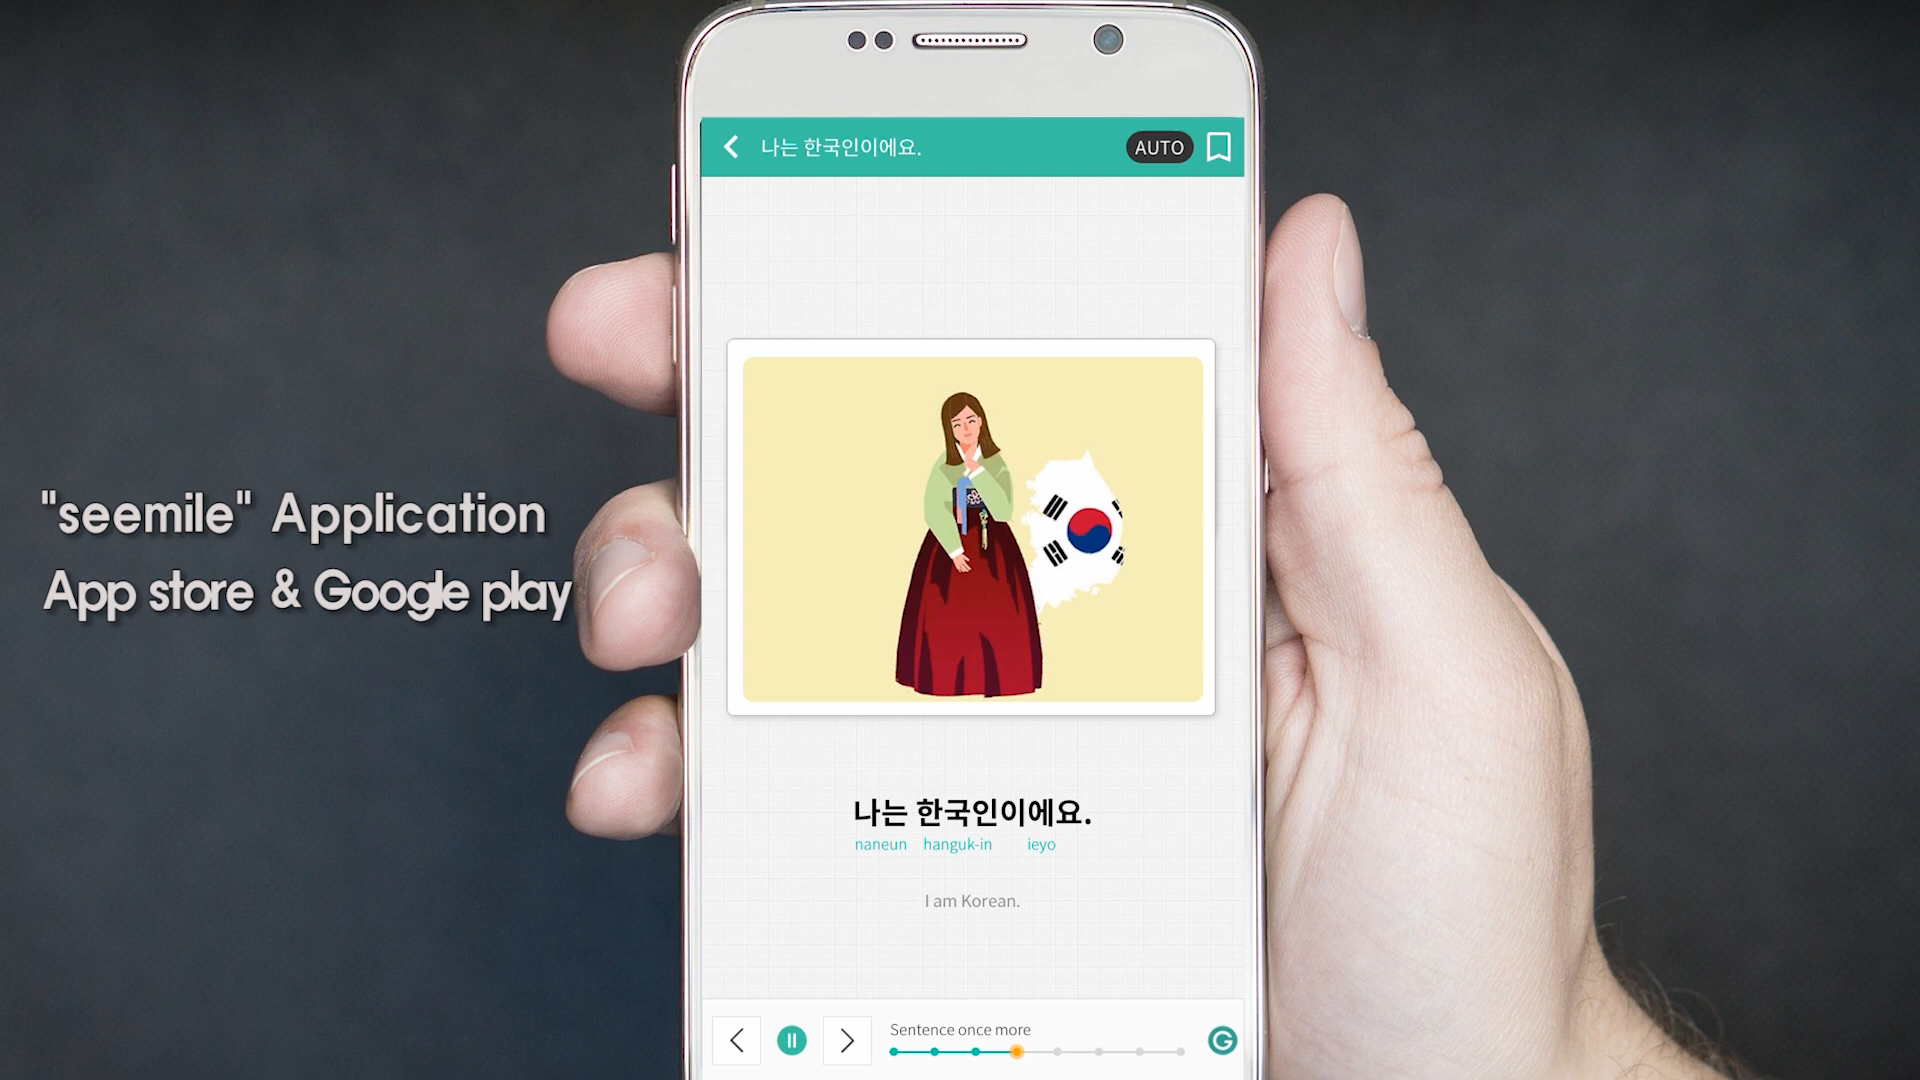 나는 한국인이에요.
AUTO
"seemile" Application
App store & Google play
나는 한국인이에요.
naneun hanguk-in ieyo
I am Korean.
Sentence once more
G